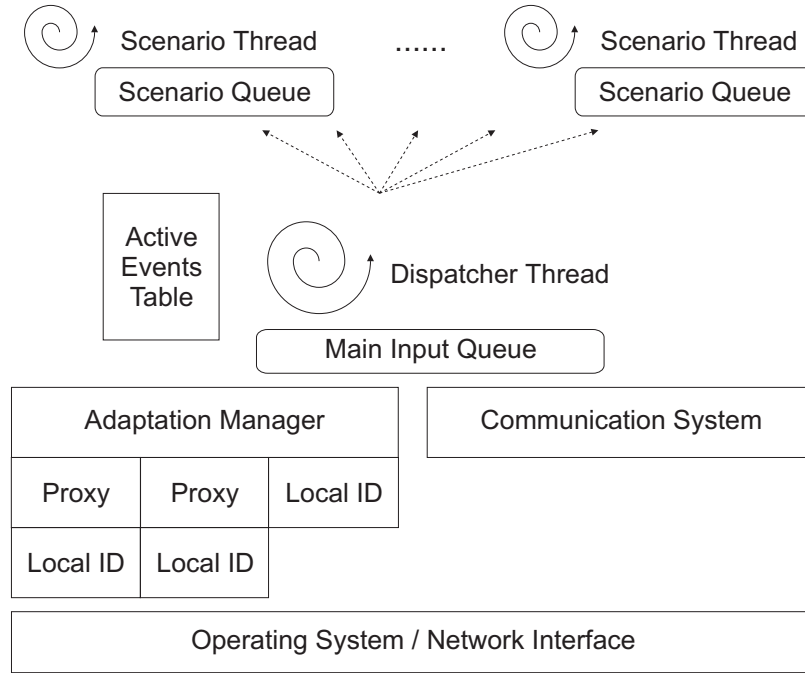 Scenario Thread
......
Scenario Thread
Scenario Queue
Scenario Queue
Active
Events
Table
Dispatcher Thread
Main Input Queue
Adaptation Manager
Communication System
Proxy
Proxy
Local ID
Local ID
Local ID
Operating System / Network Interface